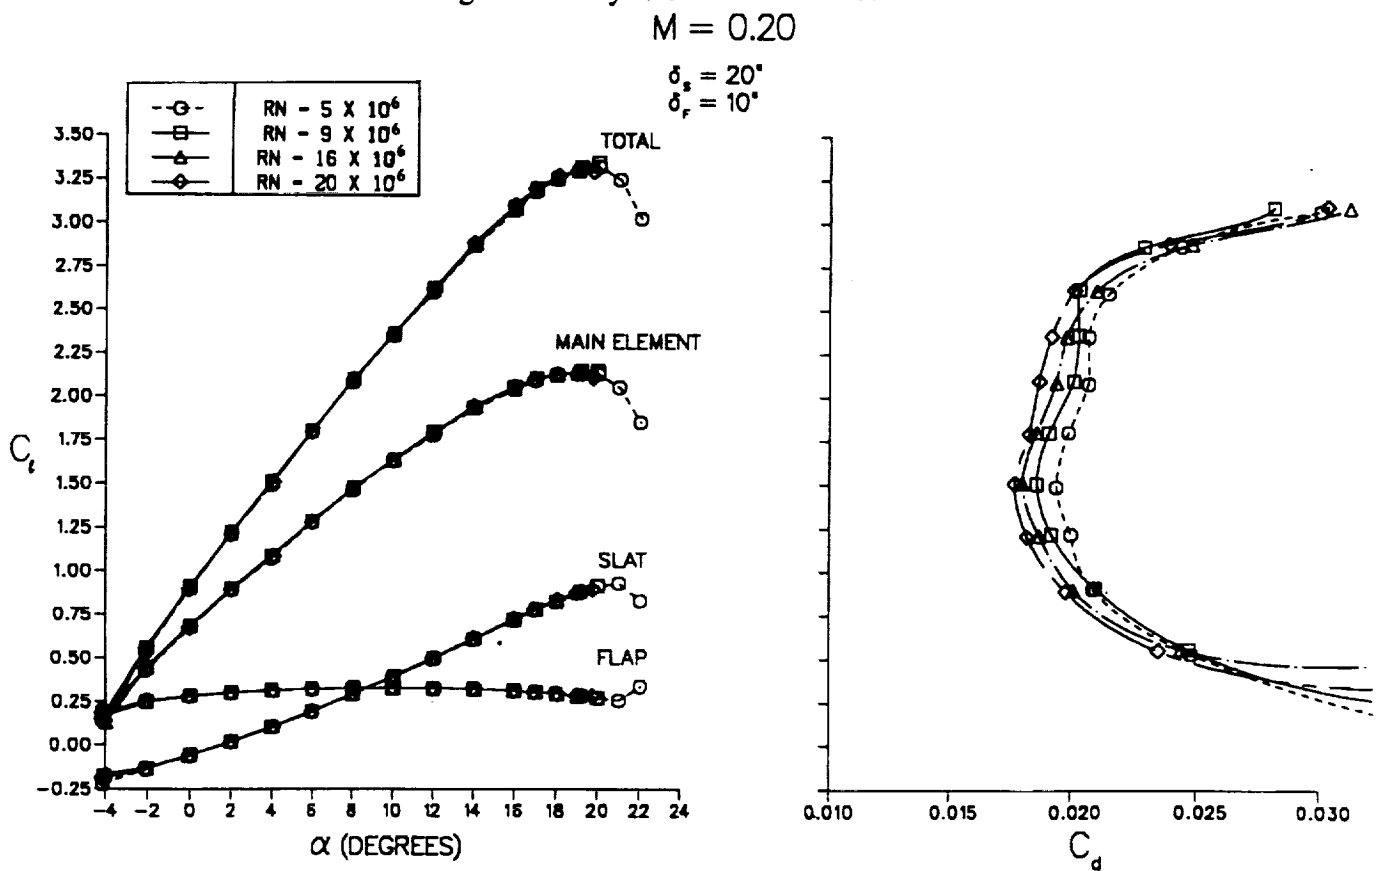 M = 0.20
δs = 20°
δF = 10°
RN - 5 X 10⁶
RN - 9 X 10⁶
RN - 16 X 10⁶
RN - 20 X 10⁶
3.50
3.25
3.00
2.75
2.50
2.25
2.00
1.75
1.50
1.25
1.00
0.75
0.50
0.25
0.00
-0.25
Cℓ
TOTAL
MAIN ELEMENT
SLAT
FLAP
-4 -2 0 2 4 6 8 10 12 14 16 18 20 22 24
α (DEGREES)
0.010 0.015 0.020 0.025 0.030
Cd